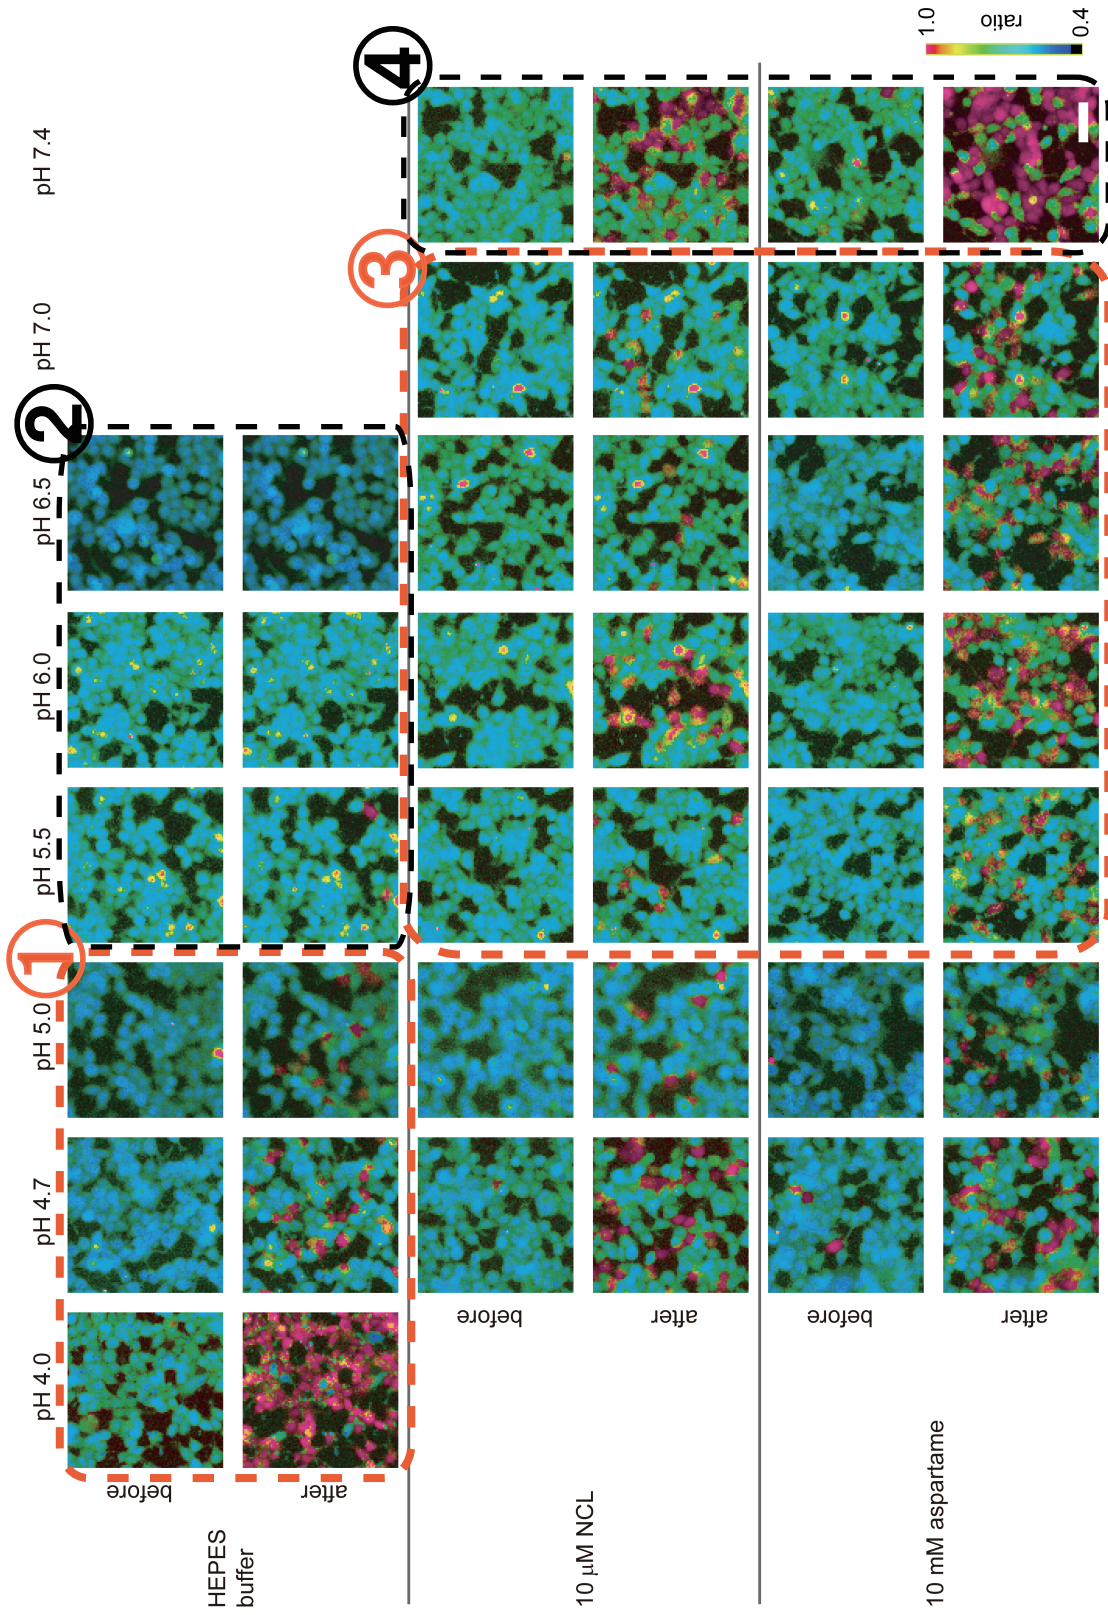 pH 4.0
pH 4.7
pH 5.0
pH 5.5
pH 6.0
pH 6.5
pH 7.0
pH 7.4
1
2
3
4
HEPES
buffer
before
after
10 µM NCL
before
after
10 mM aspartame
before
after
1.0
ratio
0.4